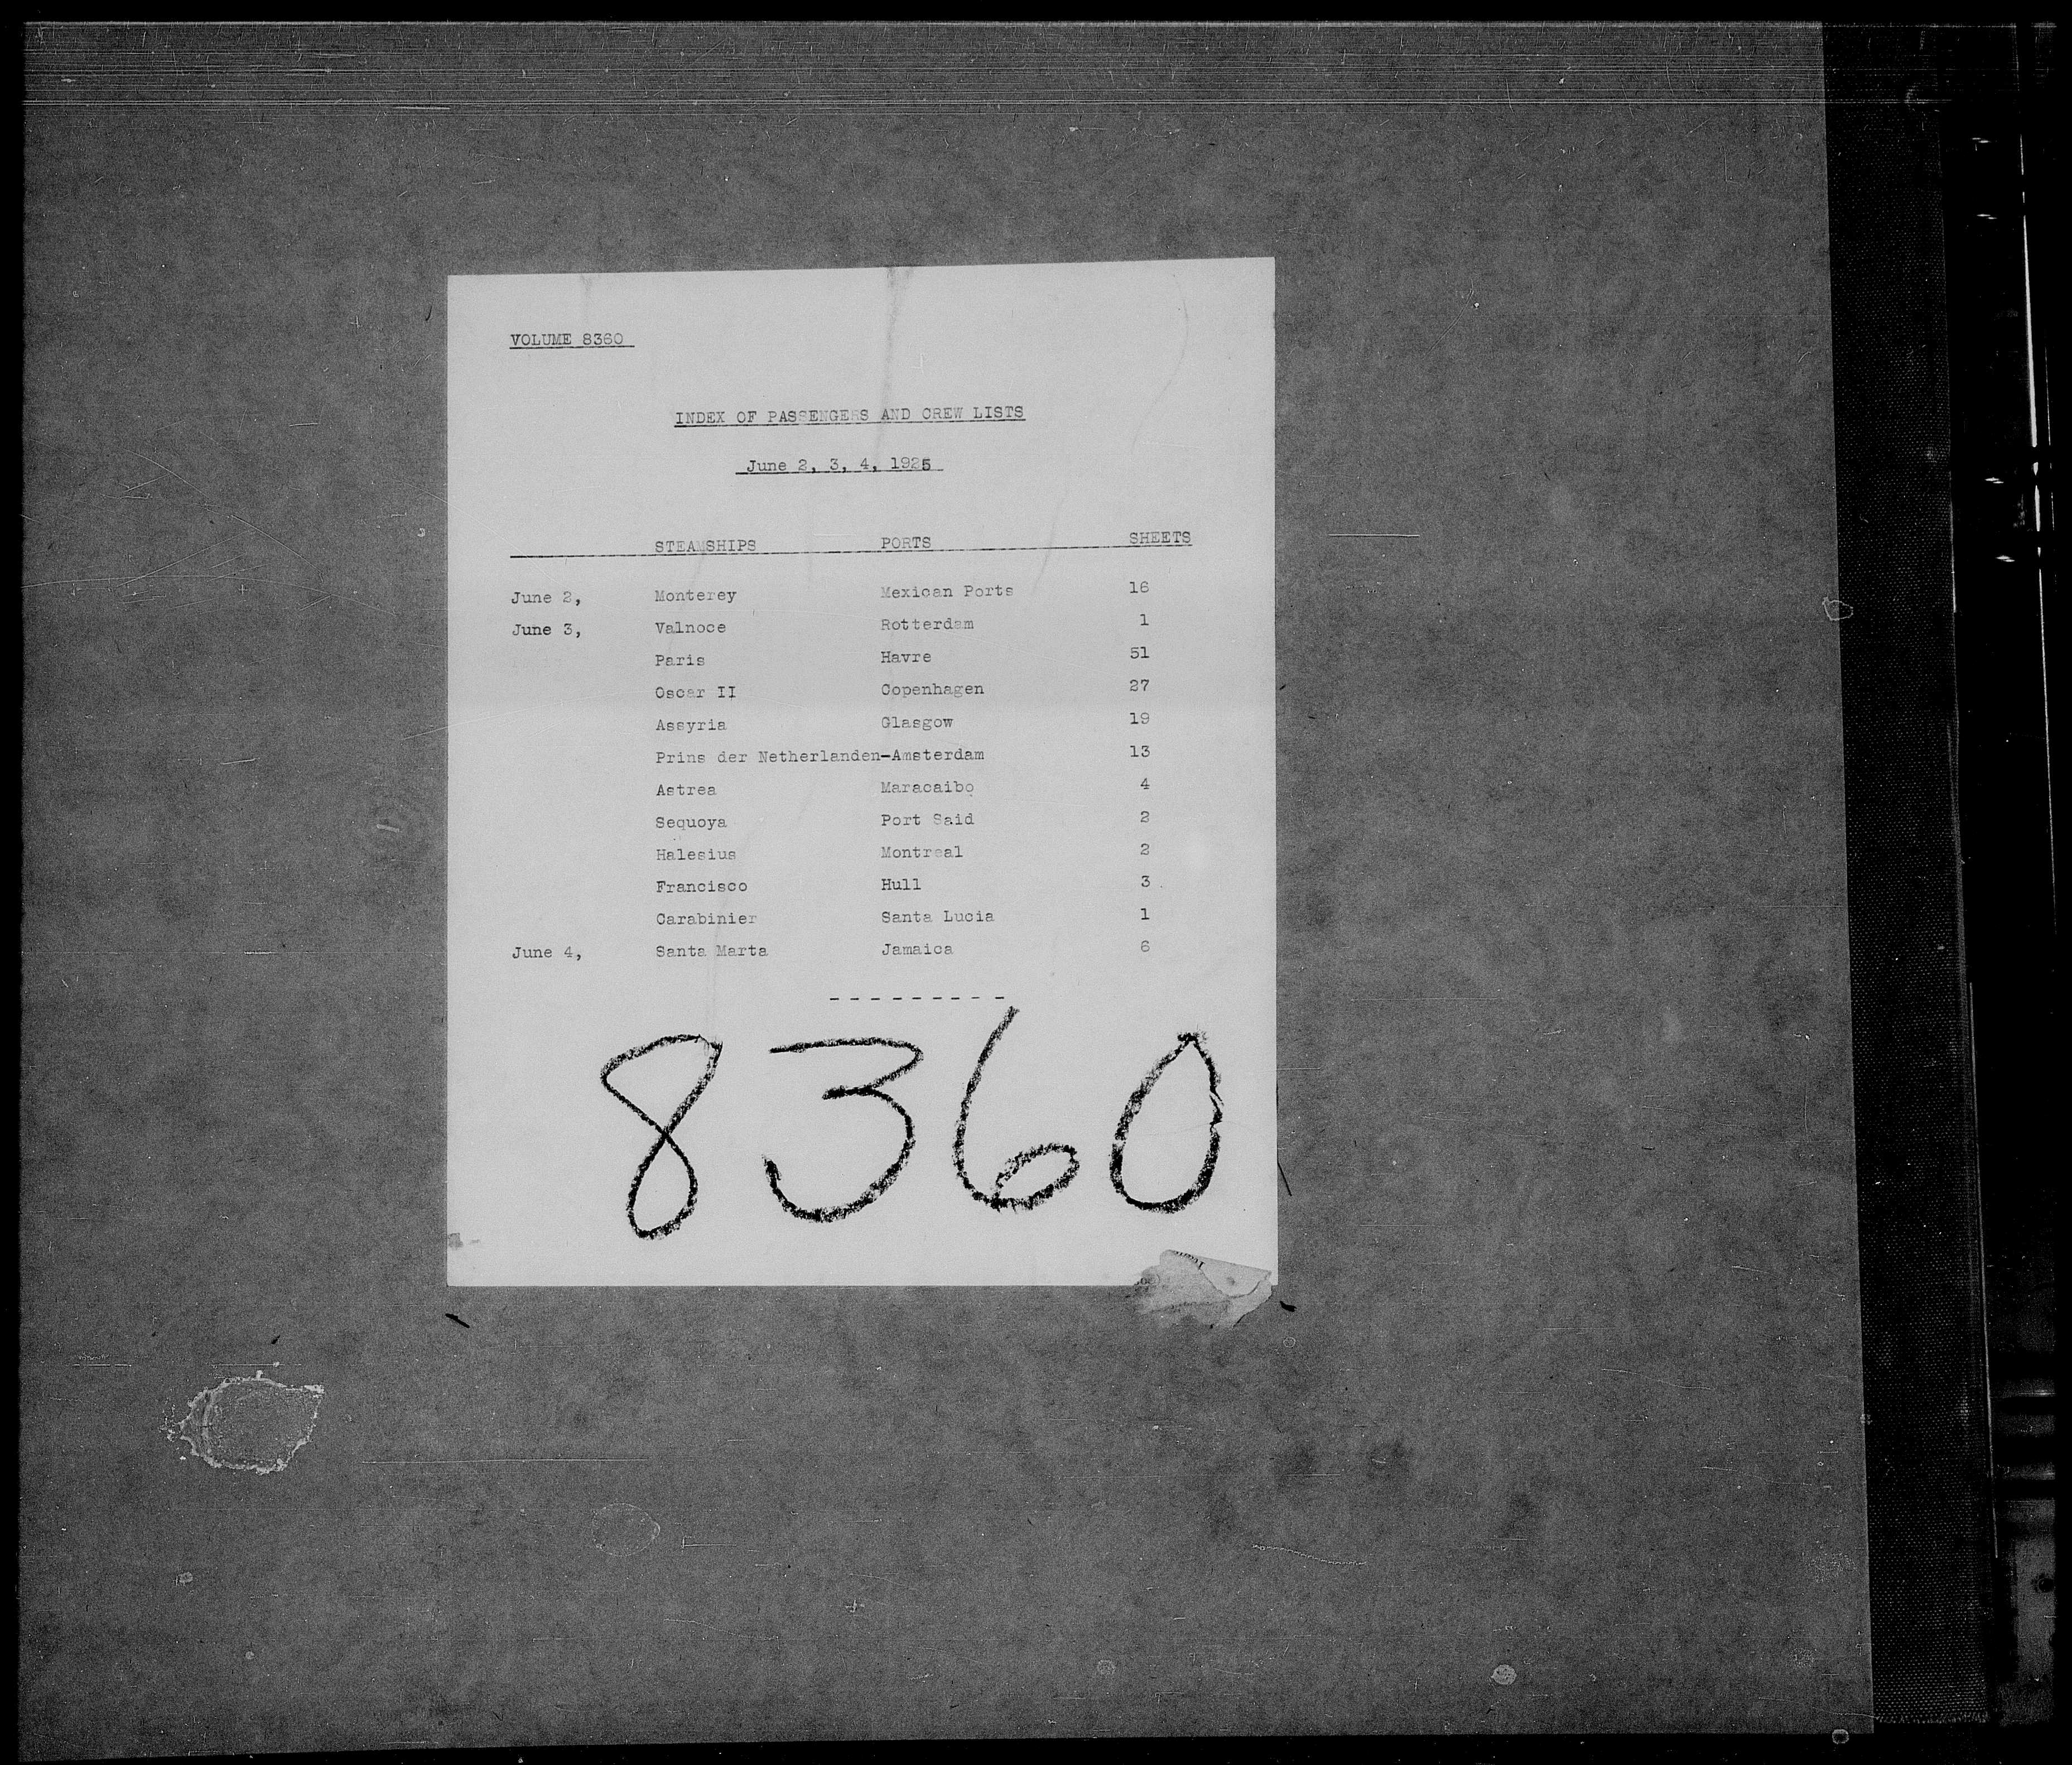 VOLUME 8360
INDEX OF PASSENGERS AND CREW LISTS
June 2, 3, 4, 1925
STEAMSHIPS PORTS SHEETS
June 2, Monterey Mexican Ports 16
June 3, Valnoce Rotterdam 1
Paris Havre 51
Oscar II Copenhagen 27
Assyria Glasgow 19
Prins der Netherlanden-Amsterdam 13
Astrea Maracaibo 4
Sequoya Port Said 2
Halesius Montreal 2
Francisco Hull 3
Carabinier Santa Lucia 1
June 4, Santa Marta Jamaica 6
---------
8360